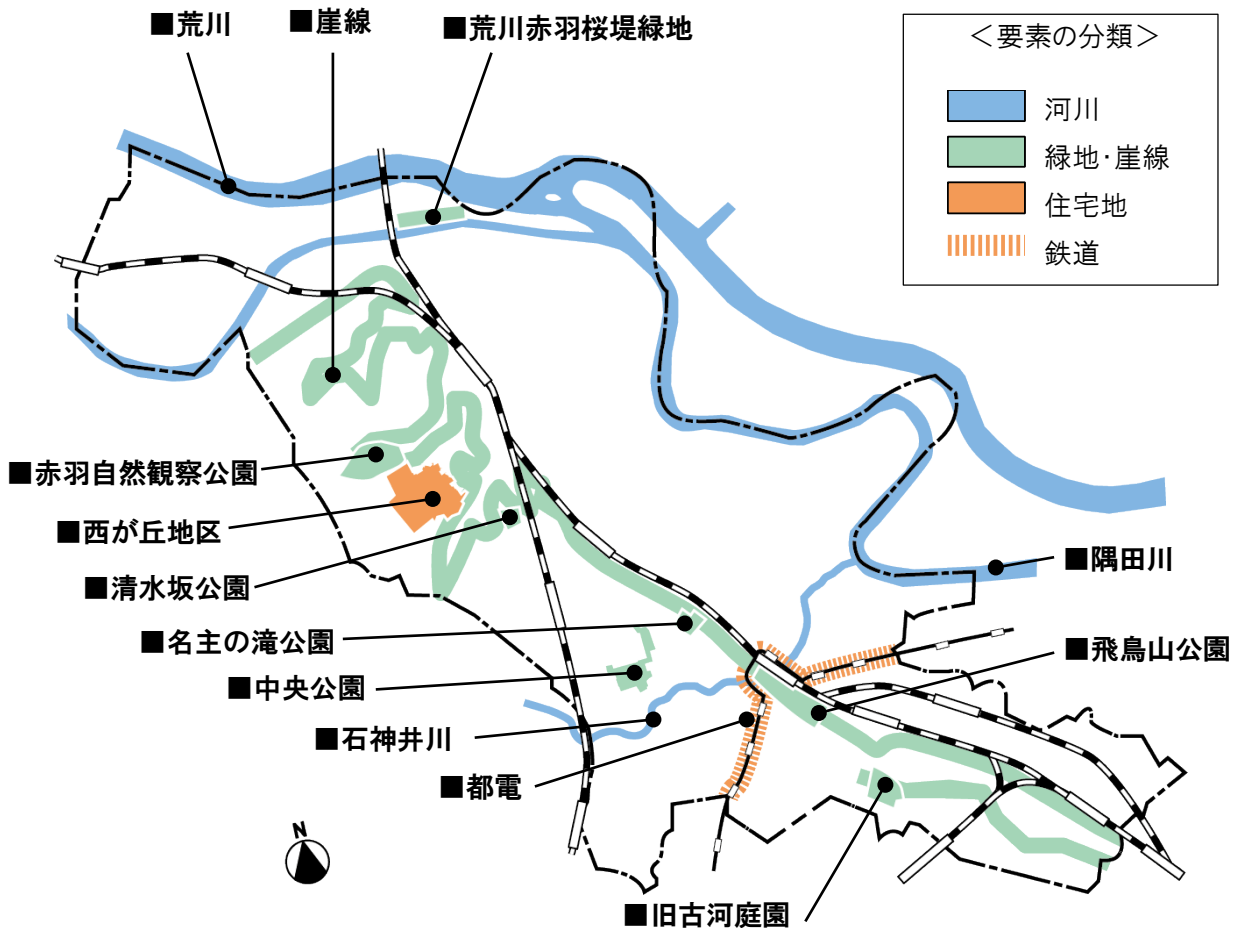 ■荒川
■崖線
■荒川赤羽桜堤緑地
＜要素の分類＞
河川
緑地・崖線
住宅地
鉄道
■赤羽自然観察公園
■西が丘地区
■清水坂公園
■名主の滝公園
■中央公園
■石神井川
■都電
■隅田川
■飛鳥山公園
■旧古河庭園
N